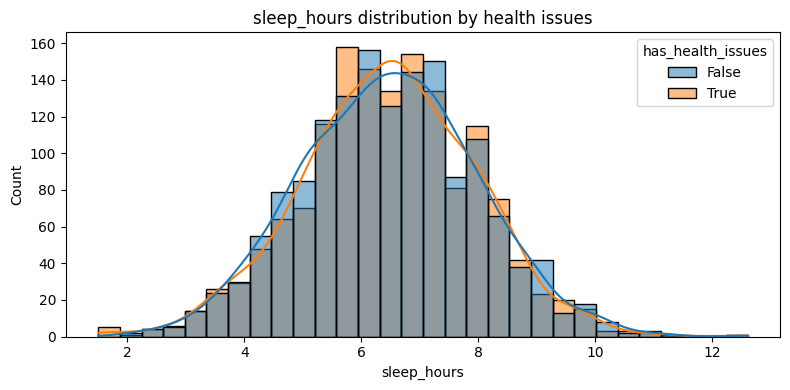 sleep_hours distribution by health issues
has_health_issues
False
True
Count
160
140
120
100
80
60
40
20
0
2 4 6 8 10 12
sleep_hours